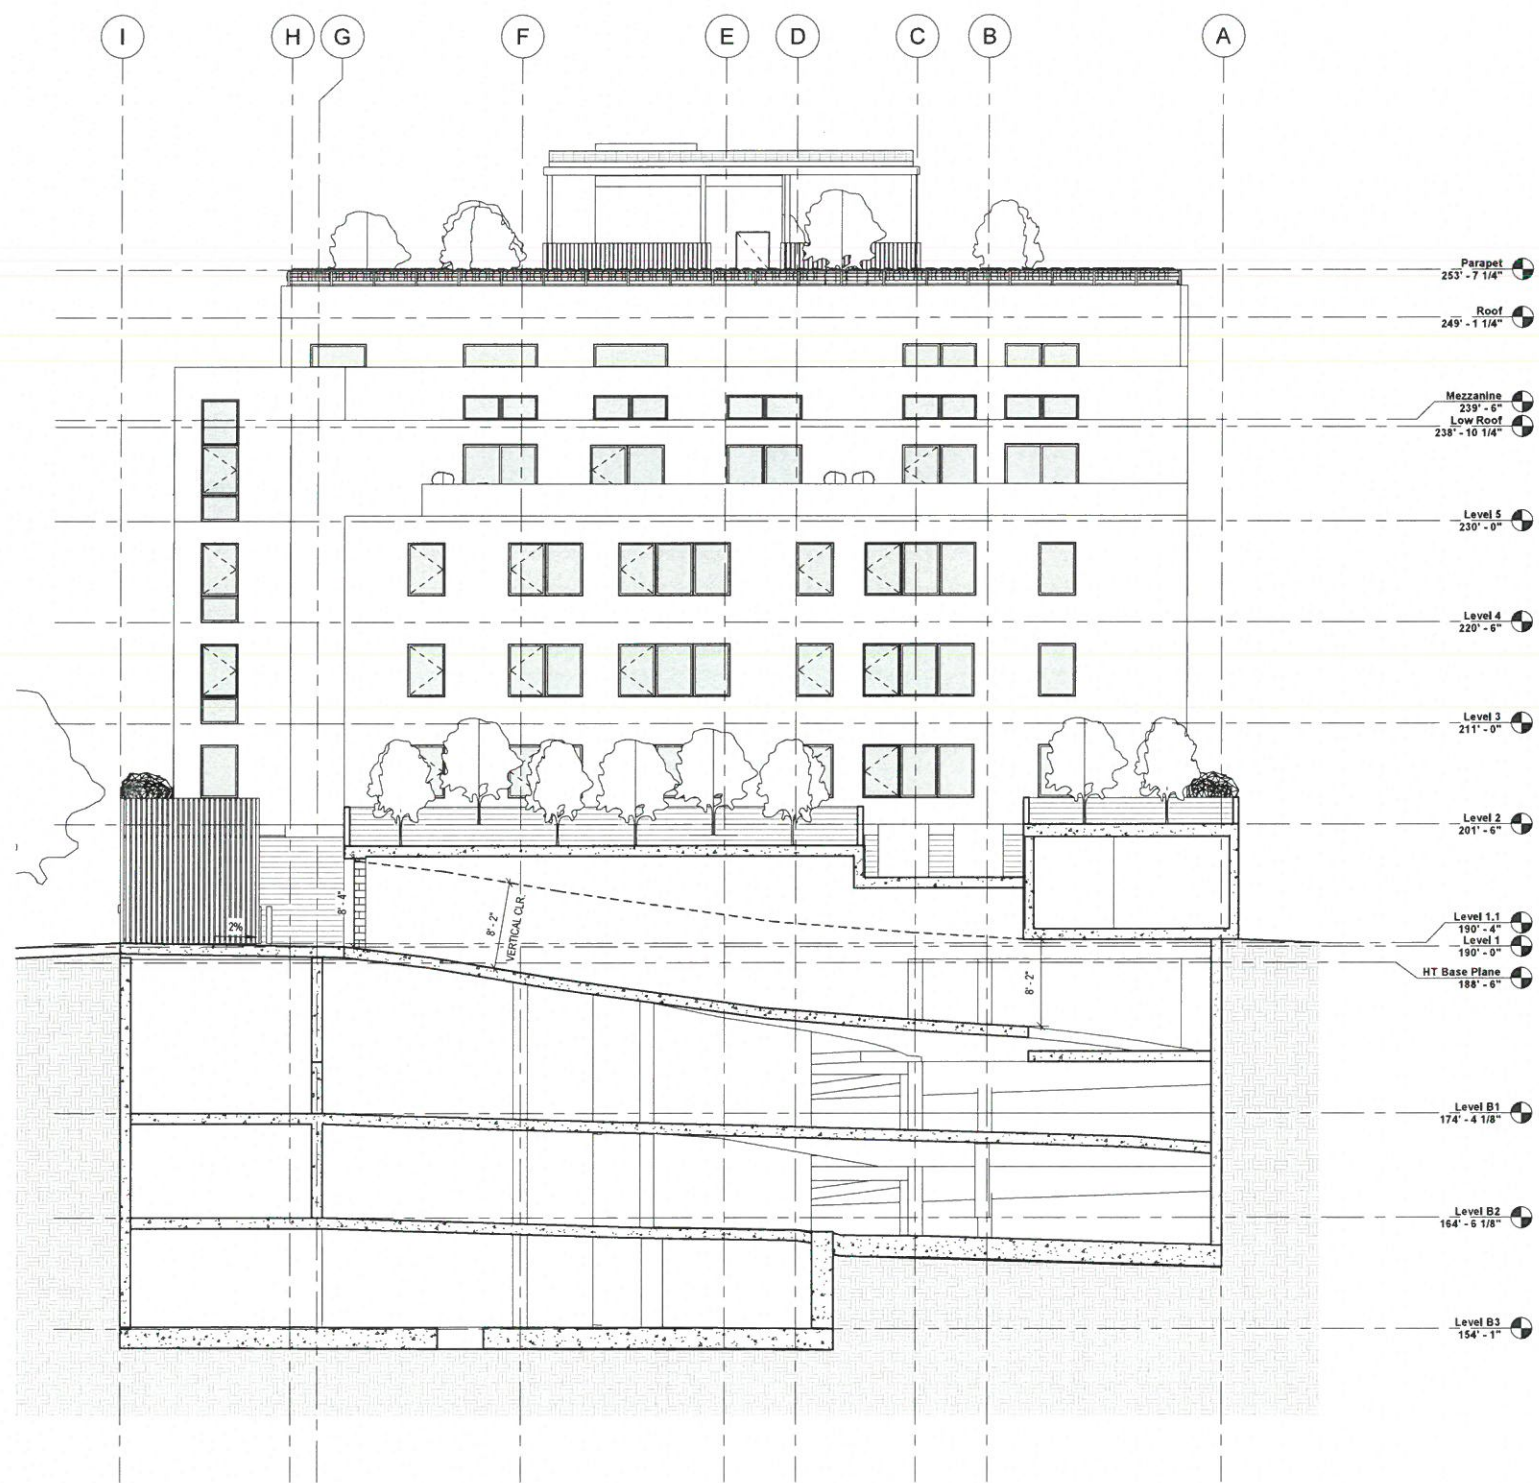 I
H
G
F
E
D
C
B
A
Parapet
253' - 7 1/4"
Roof
249' - 1 1/4"
Mezzanine
239' - 6"
Low Roof
238' - 10 1/4"
Level 5
230' - 0"
Level 4
220' - 6"
Level 3
211' - 0"
Level 2
201' - 6"
8' - 4"
8' - 2"
VERTICAL CLR.
2%
Level 1.1
190' - 4"
Level 1
190' - 0"
HT Base Plane
188' - 6"
8' - 2"
Level B1
174' - 4 1/8"
Level B2
164' - 6 1/8"
Level B3
154' - 1"